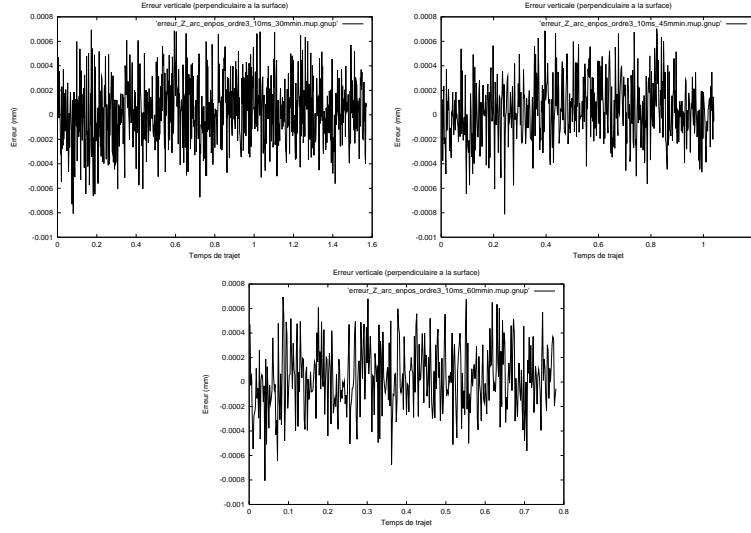 Erreur verticale (perpendiculaire a la surface)
'erreur_Z_arc_enpos_ordre3_10ms_30mmin.mup.gnup'
Erreur (mm)
0.0008
0.0006
0.0004
0.0002
0
-0.0002
-0.0004
-0.0006
-0.0008
-0.001
0 0.2 0.4 0.6 0.8 1 1.2 1.4 1.6
Temps de trajet
Erreur verticale (perpendiculaire a la surface)
'erreur_Z_arc_enpos_ordre3_10ms_45mmin.mup.gnup'
Erreur (mm)
0.0008
0.0006
0.0004
0.0002
0
-0.0002
-0.0004
-0.0006
-0.0008
-0.001
0 0.2 0.4 0.6 0.8 1
Temps de trajet
Erreur verticale (perpendiculaire a la surface)
'erreur_Z_arc_enpos_ordre3_10ms_60mmin.mup.gnup'
Erreur (mm)
0.0008
0.0006
0.0004
0.0002
0
-0.0002
-0.0004
-0.0006
-0.0008
-0.001
0 0.1 0.2 0.3 0.4 0.5 0.6 0.7 0.8
Temps de trajet